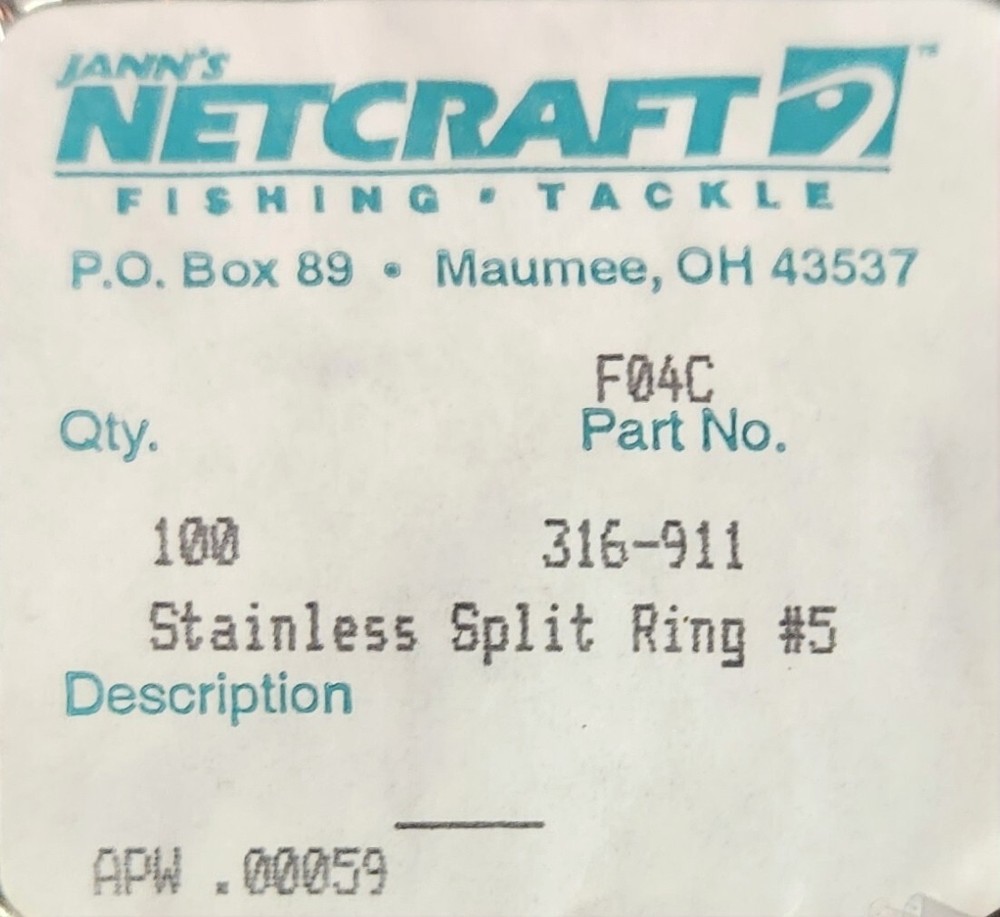 JANN'S
NETCRAFT ™
FISHING • TACKLE
P.O. Box 89 • Maumee, OH 43537
F04C
Qty. Part No.
100 316-911
Stainless Split Ring #5
Description
APW .00059